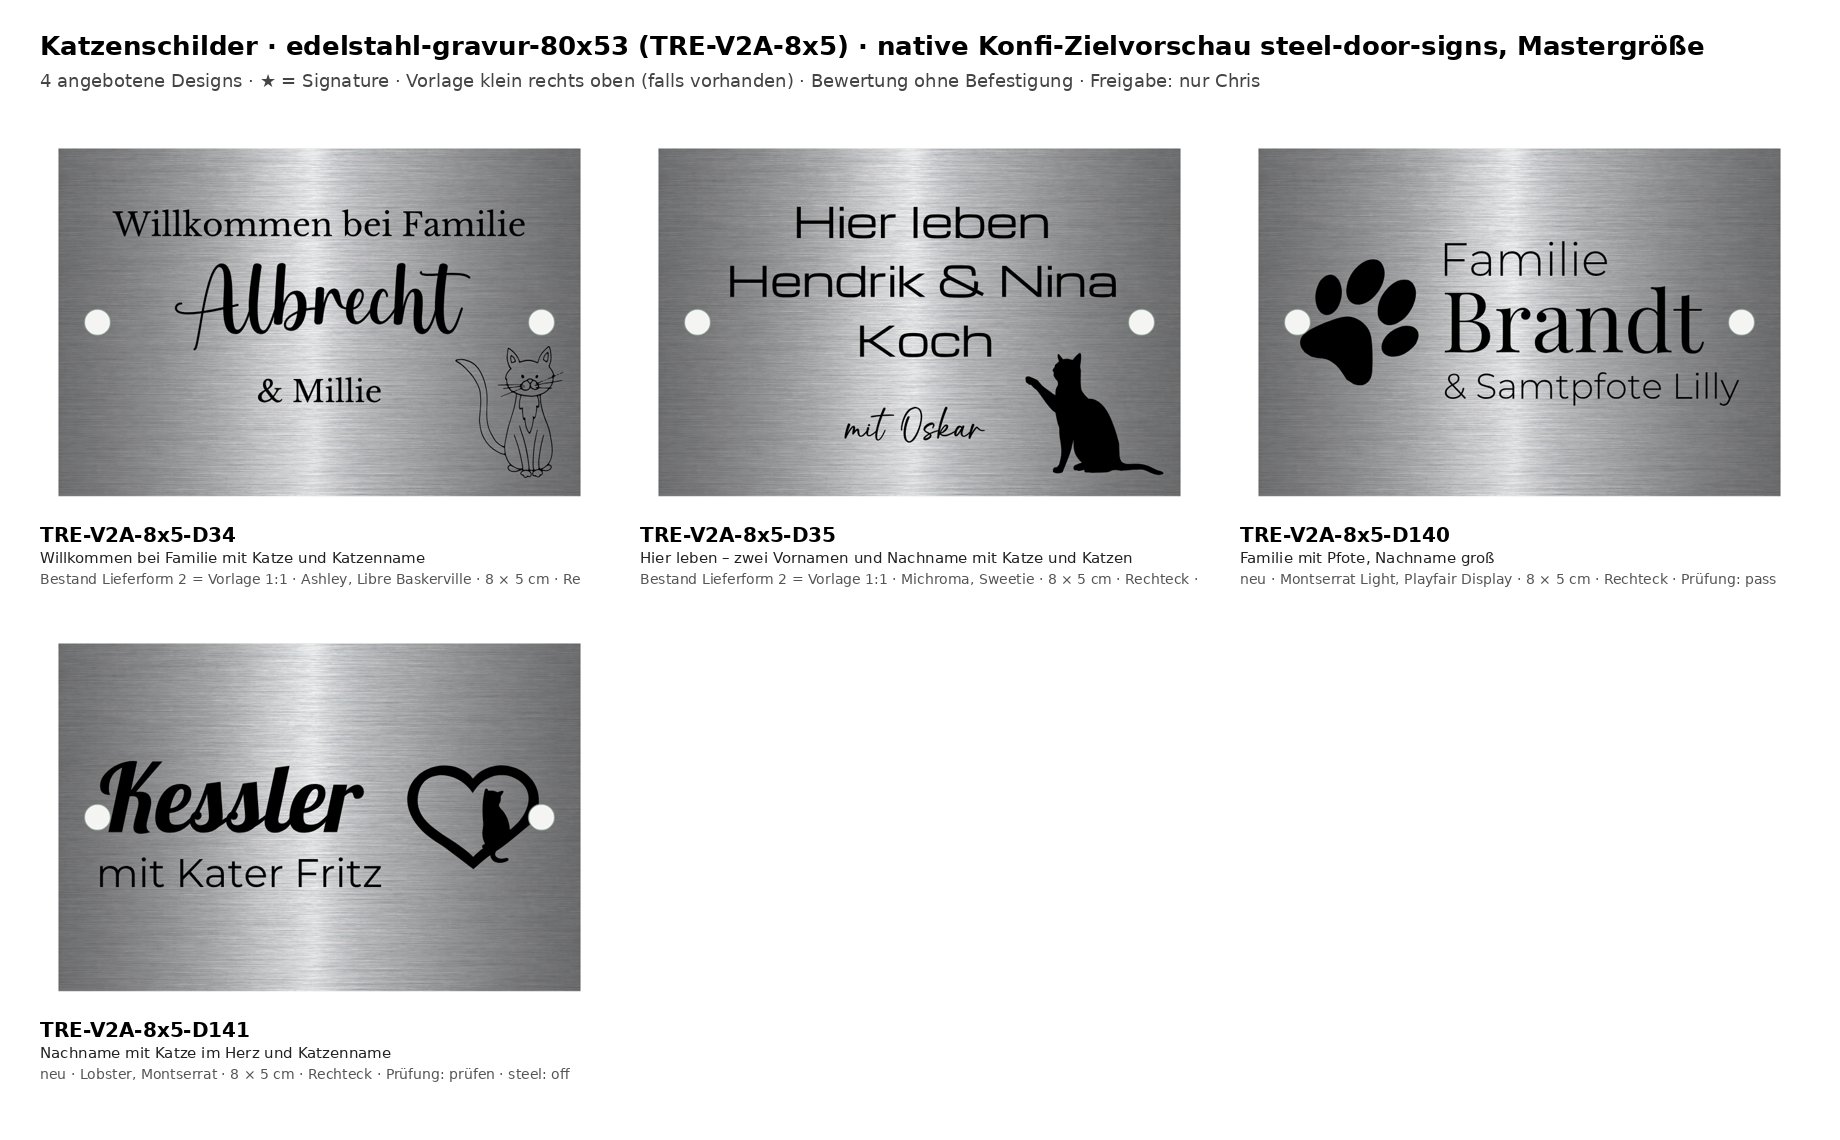 Katzenschilder · edelstahl-gravur-80x53 (TRE-V2A-8x5) · native Konfi-Zielvorschau steel-door-signs, Mastergröße
4 angebotene Designs · ★ = Signature · Vorlage klein rechts oben (falls vorhanden) · Bewertung ohne Befestigung · Freigabe: nur Chris
Willkommen bei Familie
Albrecht
& Millie
TRE-V2A-8x5-D34
Willkommen bei Familie mit Katze und Katzenname
Bestand Lieferform 2 = Vorlage 1:1 · Ashley, Libre Baskerville · 8 × 5 cm · Re
Hier leben
Hendrik & Nina
Koch
mit Oskar
TRE-V2A-8x5-D35
Hier leben – zwei Vornamen und Nachname mit Katze und Katzen
Bestand Lieferform 2 = Vorlage 1:1 · Michroma, Sweetie · 8 × 5 cm · Rechteck ·
Familie
Brandt
& Samtpfote Lilly
TRE-V2A-8x5-D140
Familie mit Pfote, Nachname groß
neu · Montserrat Light, Playfair Display · 8 × 5 cm · Rechteck · Prüfung: pass
Kessler
mit Kater Fritz
TRE-V2A-8x5-D141
Nachname mit Katze im Herz und Katzenname
neu · Lobster, Montserrat · 8 × 5 cm · Rechteck · Prüfung: prüfen · steel: off